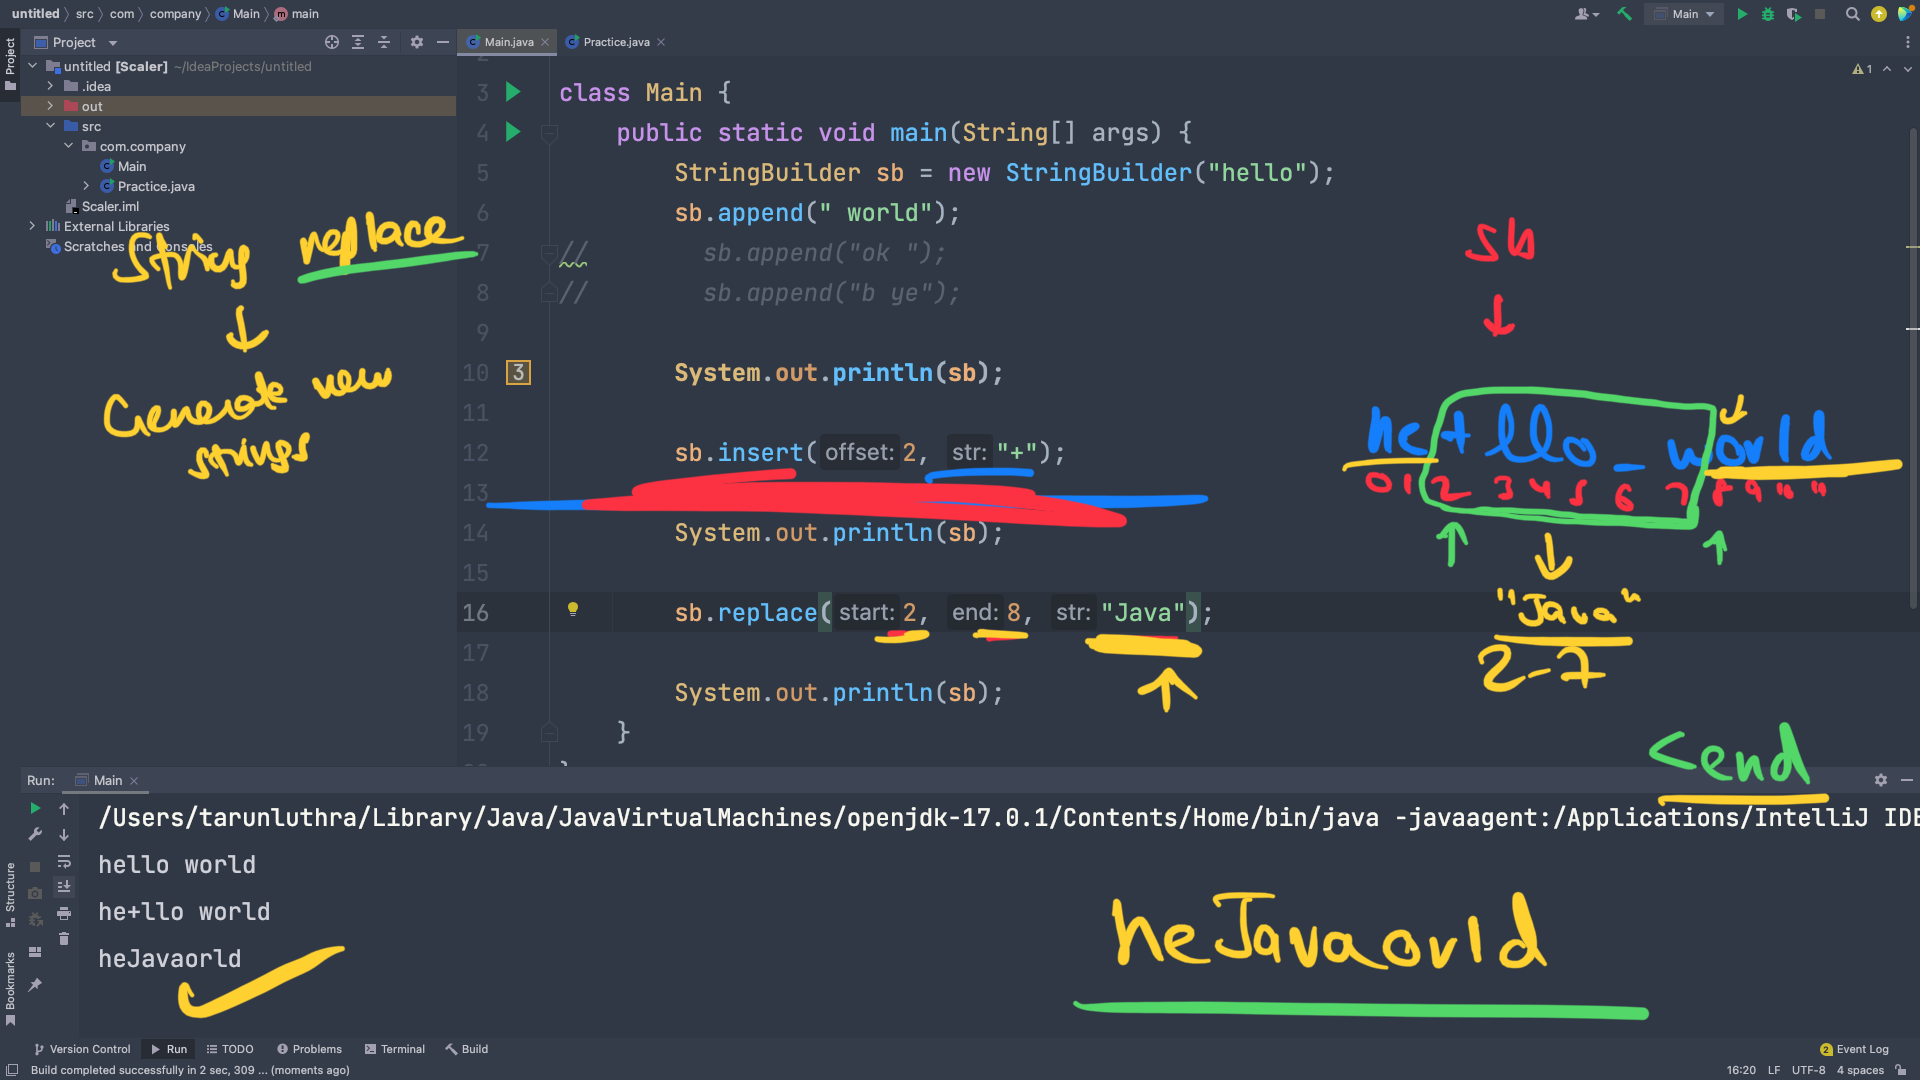 untitled src com company Main main
Main
Project
Project
Main.java Practice.java
untitled [Scaler] ~/IdeaProjects/untitled
.idea
out
src
com.company
Main
Practice.java
Scaler.iml
External Libraries
Scratches and Consoles
1
2
3 class Main {
4 public static void main(String[] args) {
5 StringBuilder sb = new StringBuilder("hello");
6 sb.append(" world");
7 // sb.append("ok ");
8 // sb.append("b ye");
9
10 3 System.out.println(sb);
11
12 sb.insert( offset: 2, str: "+");
13
14 System.out.println(sb);
15
16 sb.replace( start: 2, end: 8, str: "Java");
17
18 System.out.println(sb);
19 }
String replace
Generate new
strings
sb
he+llo_world
0 1 2 3 4 5 6 7 8 9 10 11
"Java"
2-7
<end
Run: Main
/Users/tarunluthra/Library/Java/JavaVirtualMachines/openjdk-17.0.1/Contents/Home/bin/java -javaagent:/Applications/IntelliJ IDE
hello world
he+llo world
heJavaorld
heJavaorld
Structure
Bookmarks
Version Control Run TODO Problems Terminal Build
2 Event Log
Build completed successfully in 2 sec, 309 ... (moments ago)
16:20 LF UTF-8 4 spaces